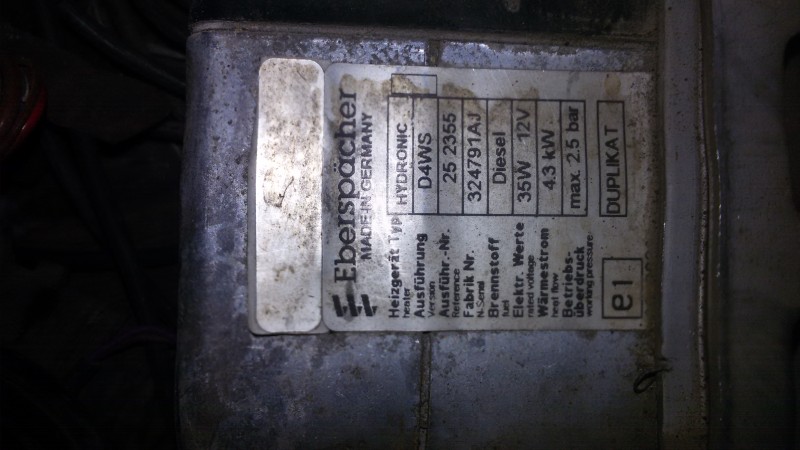 Eberspächer
MADE IN GERMANY
Heizgerät Typ HYDRONIC
heater
Ausführung D4WS
Version
Ausführ.-Nr. 25 2355
Reference
Fabrik Nr. 324791AJ
N-Serial
Brennstoff Diesel
fuel
Elektr. Werte 35W 12V
rated voltage
Wärmestrom 4.3 kW
heat flow
Betriebs-
überdruck max. 2.5 bar
working pressure
e1 DUPLIKAT